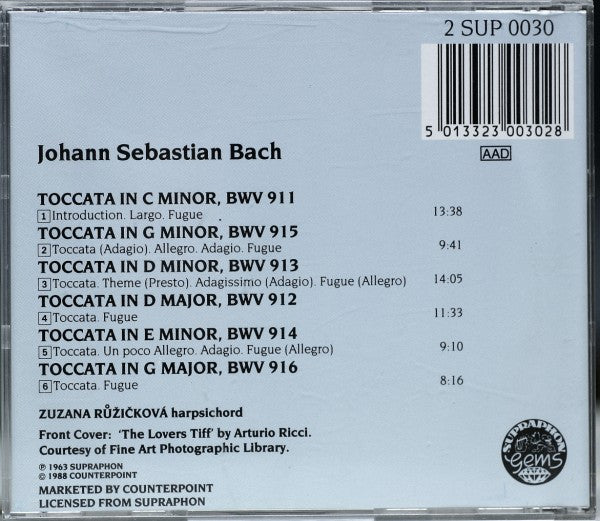 2 SUP 0030
5 013323 003028
AAD
Johann Sebastian Bach
TOCCATA IN C MINOR, BWV 911
1 Introduction. Largo. Fugue 13:38
TOCCATA IN G MINOR, BWV 915
2 Toccata (Adagio). Allegro. Adagio. Fugue 9:41
TOCCATA IN D MINOR, BWV 913
3 Toccata. Theme (Presto). Adagissimo (Adagio). Fugue (Allegro) 14:05
TOCCATA IN D MAJOR, BWV 912
4 Toccata. Fugue 11:33
TOCCATA IN E MINOR, BWV 914
5 Toccata. Un poco Allegro. Adagio. Fugue (Allegro) 9:10
TOCCATA IN G MAJOR, BWV 916
6 Toccata. Fugue 8:16
ZUZANA RŮŽIČKOVÁ harpsichord
Front Cover: 'The Lovers Tiff' by Arturio Ricci.
Courtesy of Fine Art Photographic Library.
℗ 1963 SUPRAPHON
© 1988 COUNTERPOINT
MARKETED BY COUNTERPOINT
LICENSED FROM SUPRAPHON
SUPRAPHON
Gems